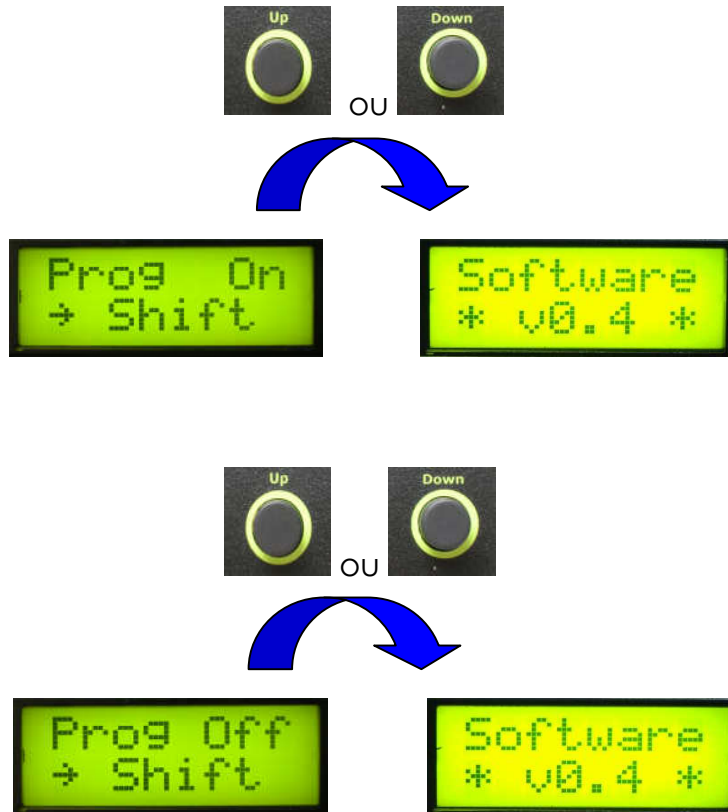 Up
Down
OU
Prog On
→ Shift
Software
* v0.4 *
Up
Down
OU
Prog Off
→ Shift
Software
* v0.4 *